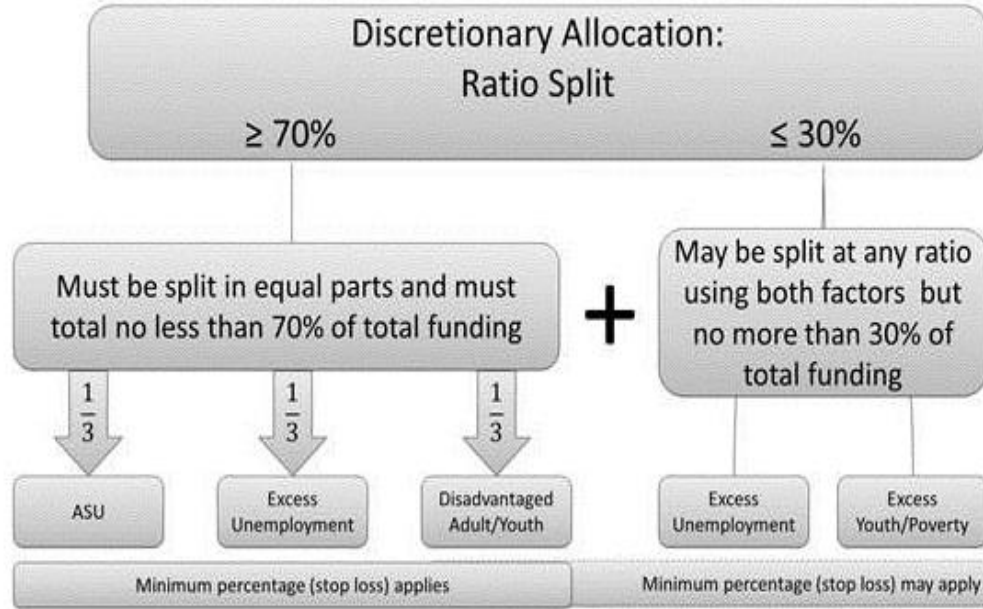 Discretionary Allocation:
Ratio Split
≥ 70%
≤ 30%
Must be split in equal parts and must
total no less than 70% of total funding
+
May be split at any ratio
using both factors but
no more than 30% of
total funding
1/3
1/3
1/3
ASU
Excess
Unemployment
Disadvantaged
Adult/Youth
Excess
Unemployment
Excess
Youth/Poverty
Minimum percentage (stop loss) applies
Minimum percentage (stop loss) may apply